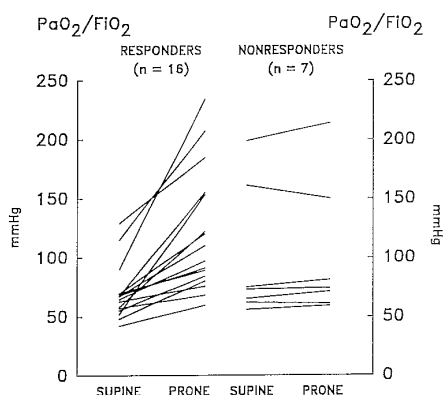 PaO₂/FiO₂
PaO₂/FiO₂
RESPONDERS
(n = 16)
NONRESPONDERS
(n = 7)
250
200
150
100
50
0
mmHg
250
200
150
100
50
0
mmHg
SUPINE PRONE SUPINE PRONE